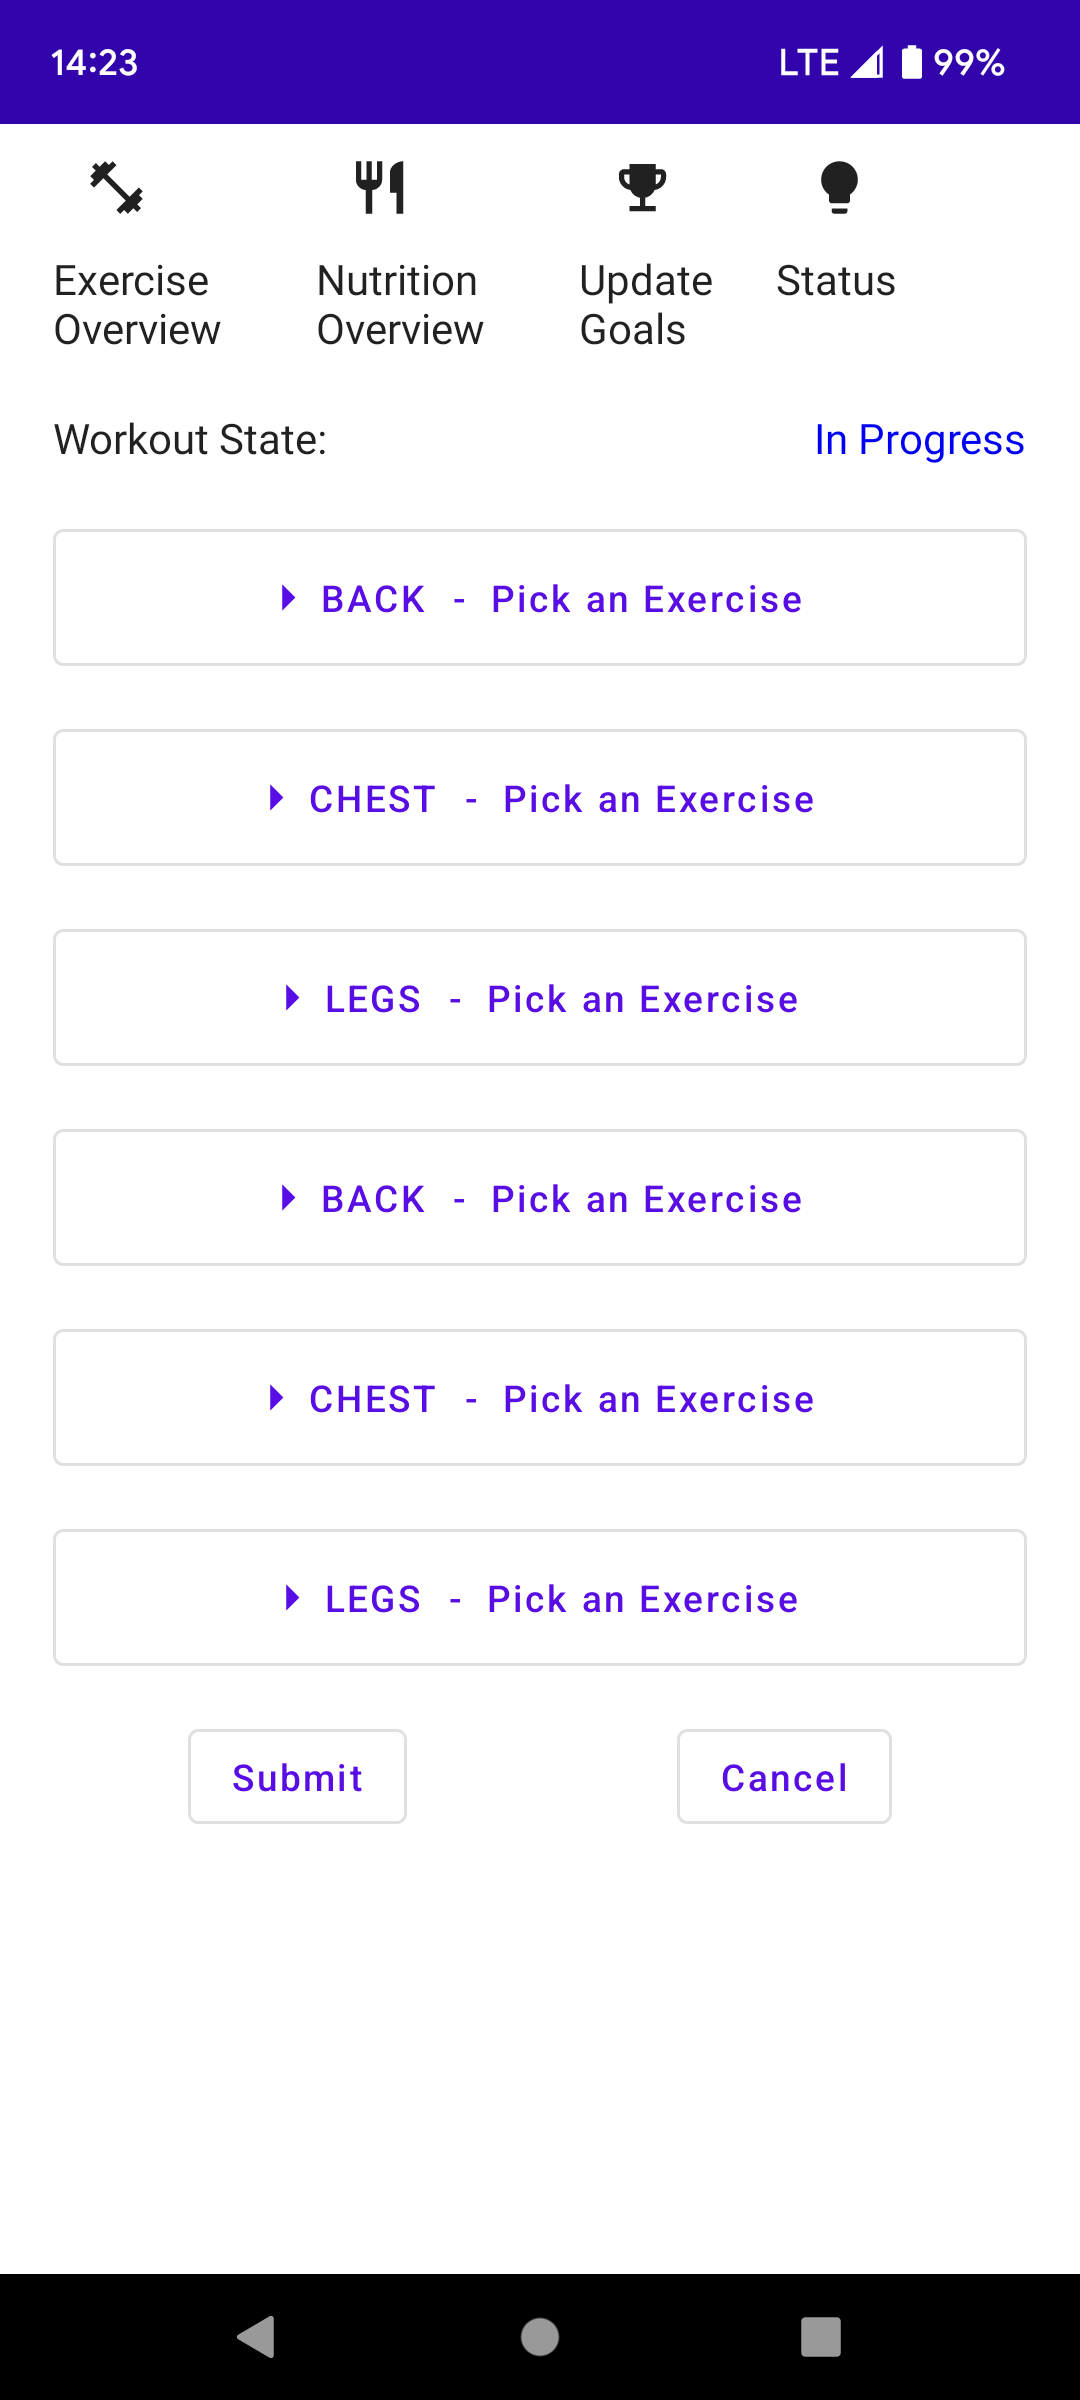 14:23 LTE 99%
Exercise Overview
Nutrition Overview
Update Goals
Status
Workout State: In Progress
BACK - Pick an Exercise
CHEST - Pick an Exercise
LEGS - Pick an Exercise
BACK - Pick an Exercise
CHEST - Pick an Exercise
LEGS - Pick an Exercise
Submit Cancel